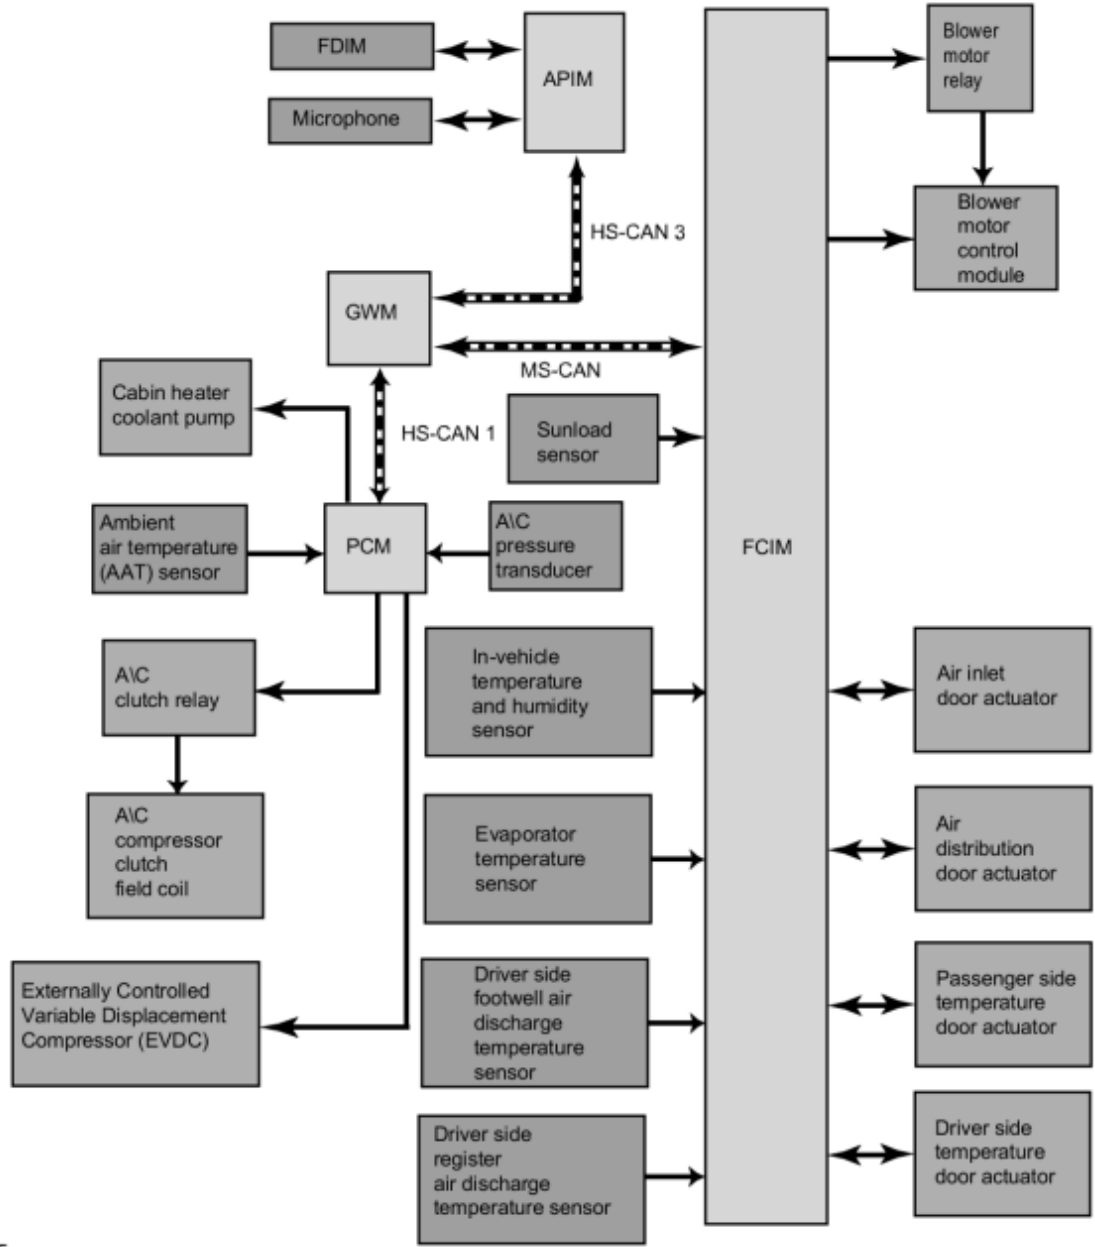 FDIM
Microphone
APIM
Blower
motor
relay
Blower
motor
control
module
HS-CAN 3
GWM
MS-CAN
HS-CAN 1
Cabin heater
coolant pump
Sunload
sensor
Ambient
air temperature
(AAT) sensor
PCM
A\C
pressure
transducer
FCIM
A\C
clutch relay
In-vehicle
temperature
and humidity
sensor
Air inlet
door actuator
A\C
compressor
clutch
field coil
Evaporator
temperature
sensor
Air
distribution
door actuator
Externally Controlled
Variable Displacement
Compressor (EVDC)
Driver side
footwell air
discharge
temperature
sensor
Passenger side
temperature
door actuator
Driver side
register
air discharge
temperature sensor
Driver side
temperature
door actuator